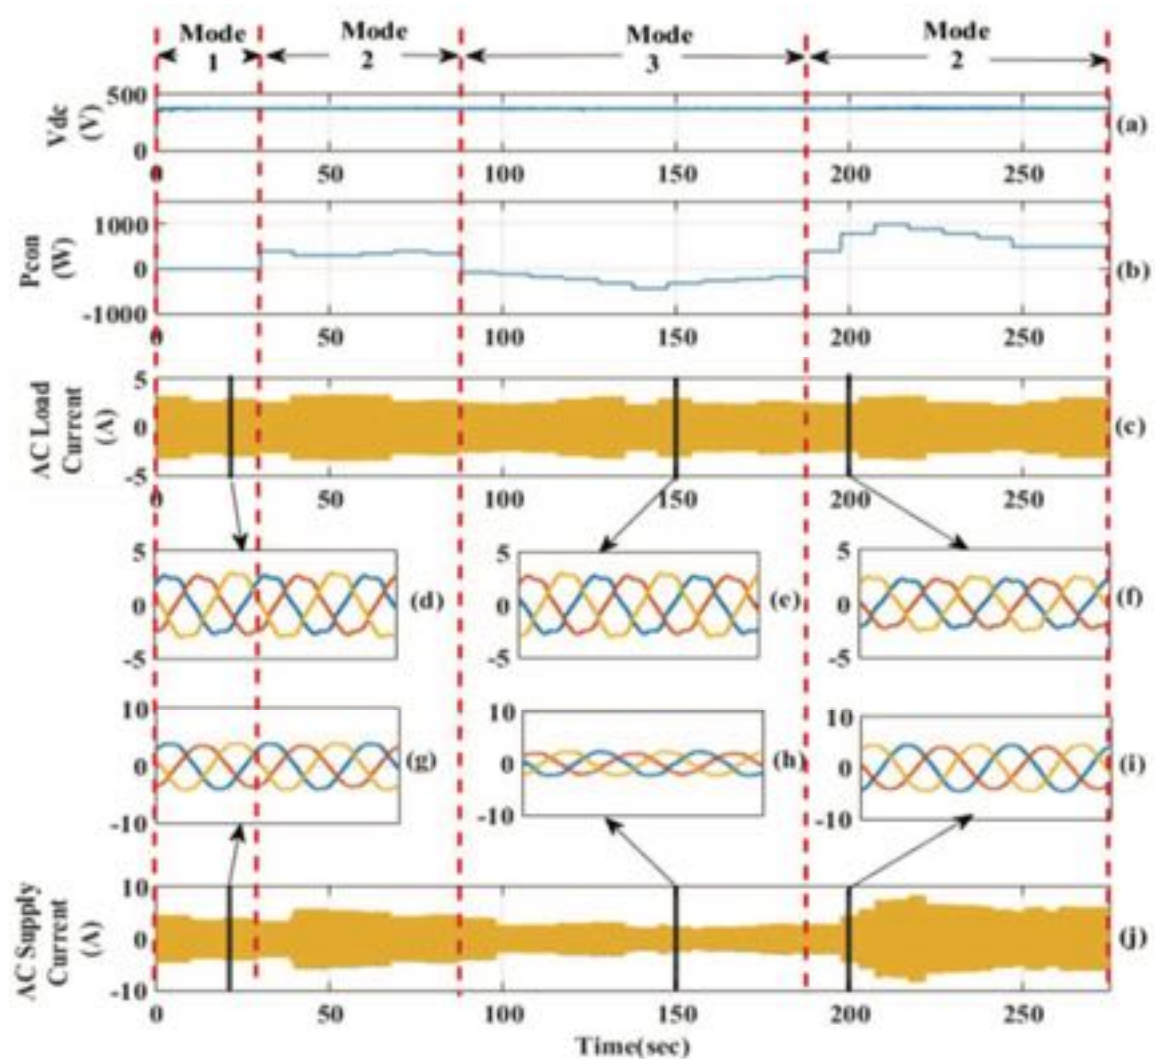 Mode 1 Mode 2 Mode 3 Mode 2
Vdc (V)
500
0
(a)
0 50 100 150 200 250
Pcon (W)
1000
0
-1000
(b)
0 50 100 150 200 250
AC Load Current (A)
5
0
-5
(c)
0 50 100 150 200 250
5
0
-5
(d)
5
0
-5
(e)
5
0
-5
(f)
10
0
-10
(g)
10
0
-10
(h)
10
0
-10
(i)
AC Supply Current (A)
10
0
-10
(j)
0 50 100 150 200 250
Time(sec)